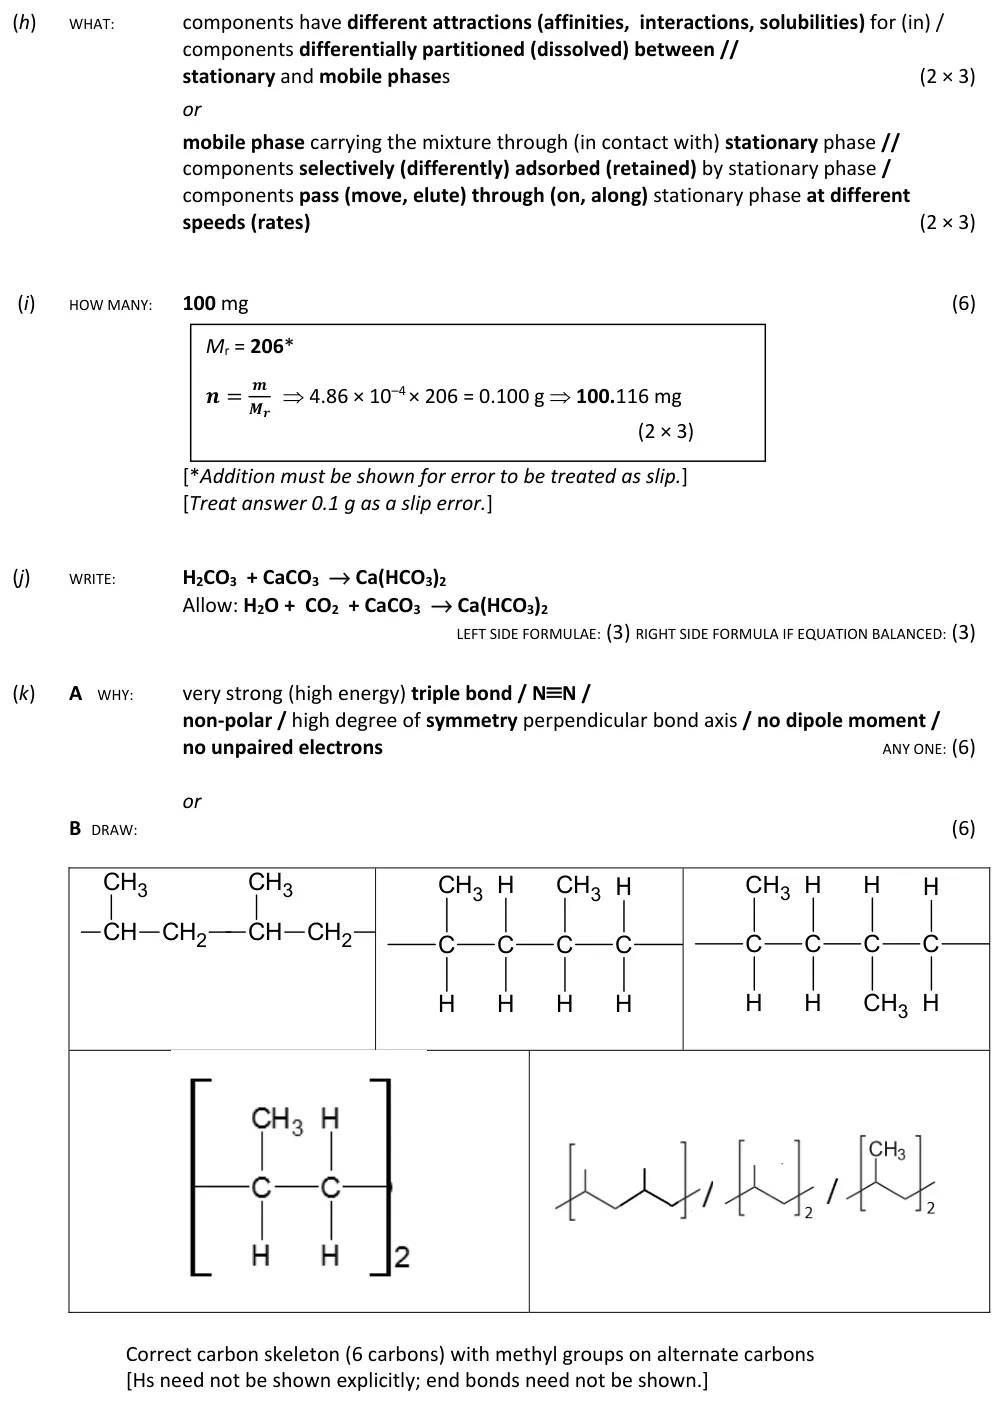 (h) WHAT: components have different attractions (affinities, interactions, solubilities) for (in) /
components differentially partitioned (dissolved) between //
stationary and mobile phases (2 × 3)
or
mobile phase carrying the mixture through (in contact with) stationary phase //
components selectively (differently) adsorbed (retained) by stationary phase /
components pass (move, elute) through (on, along) stationary phase at different
speeds (rates) (2 × 3)
(i) HOW MANY: 100 mg (6)
Mr = 206*
n = m/Mr ⇒ 4.86 × 10⁻⁴ × 206 = 0.100 g ⇒ 100.116 mg
(2 × 3)
[*Addition must be shown for error to be treated as slip.]
[Treat answer 0.1 g as a slip error.]
(j) WRITE: H₂CO₃ + CaCO₃ → Ca(HCO₃)₂
Allow: H₂O + CO₂ + CaCO₃ → Ca(HCO₃)₂
LEFT SIDE FORMULAE: (3) RIGHT SIDE FORMULA IF EQUATION BALANCED: (3)
(k) A WHY: very strong (high energy) triple bond / N≡N /
non-polar / high degree of symmetry perpendicular bond axis / no dipole moment /
no unpaired electrons ANY ONE: (6)
or
B DRAW: (6)
CH₃ CH₃
CH CH₂ CH CH₂
CH₃ H CH₃ H
C C C C
H H H H
CH₃ H H H
C C C C
H H CH₃ H
CH₃ H
C C
H H
2
/ 2 / CH₃ 2
Correct carbon skeleton (6 carbons) with methyl groups on alternate carbons
[Hs need not be shown explicitly; end bonds need not be shown.]